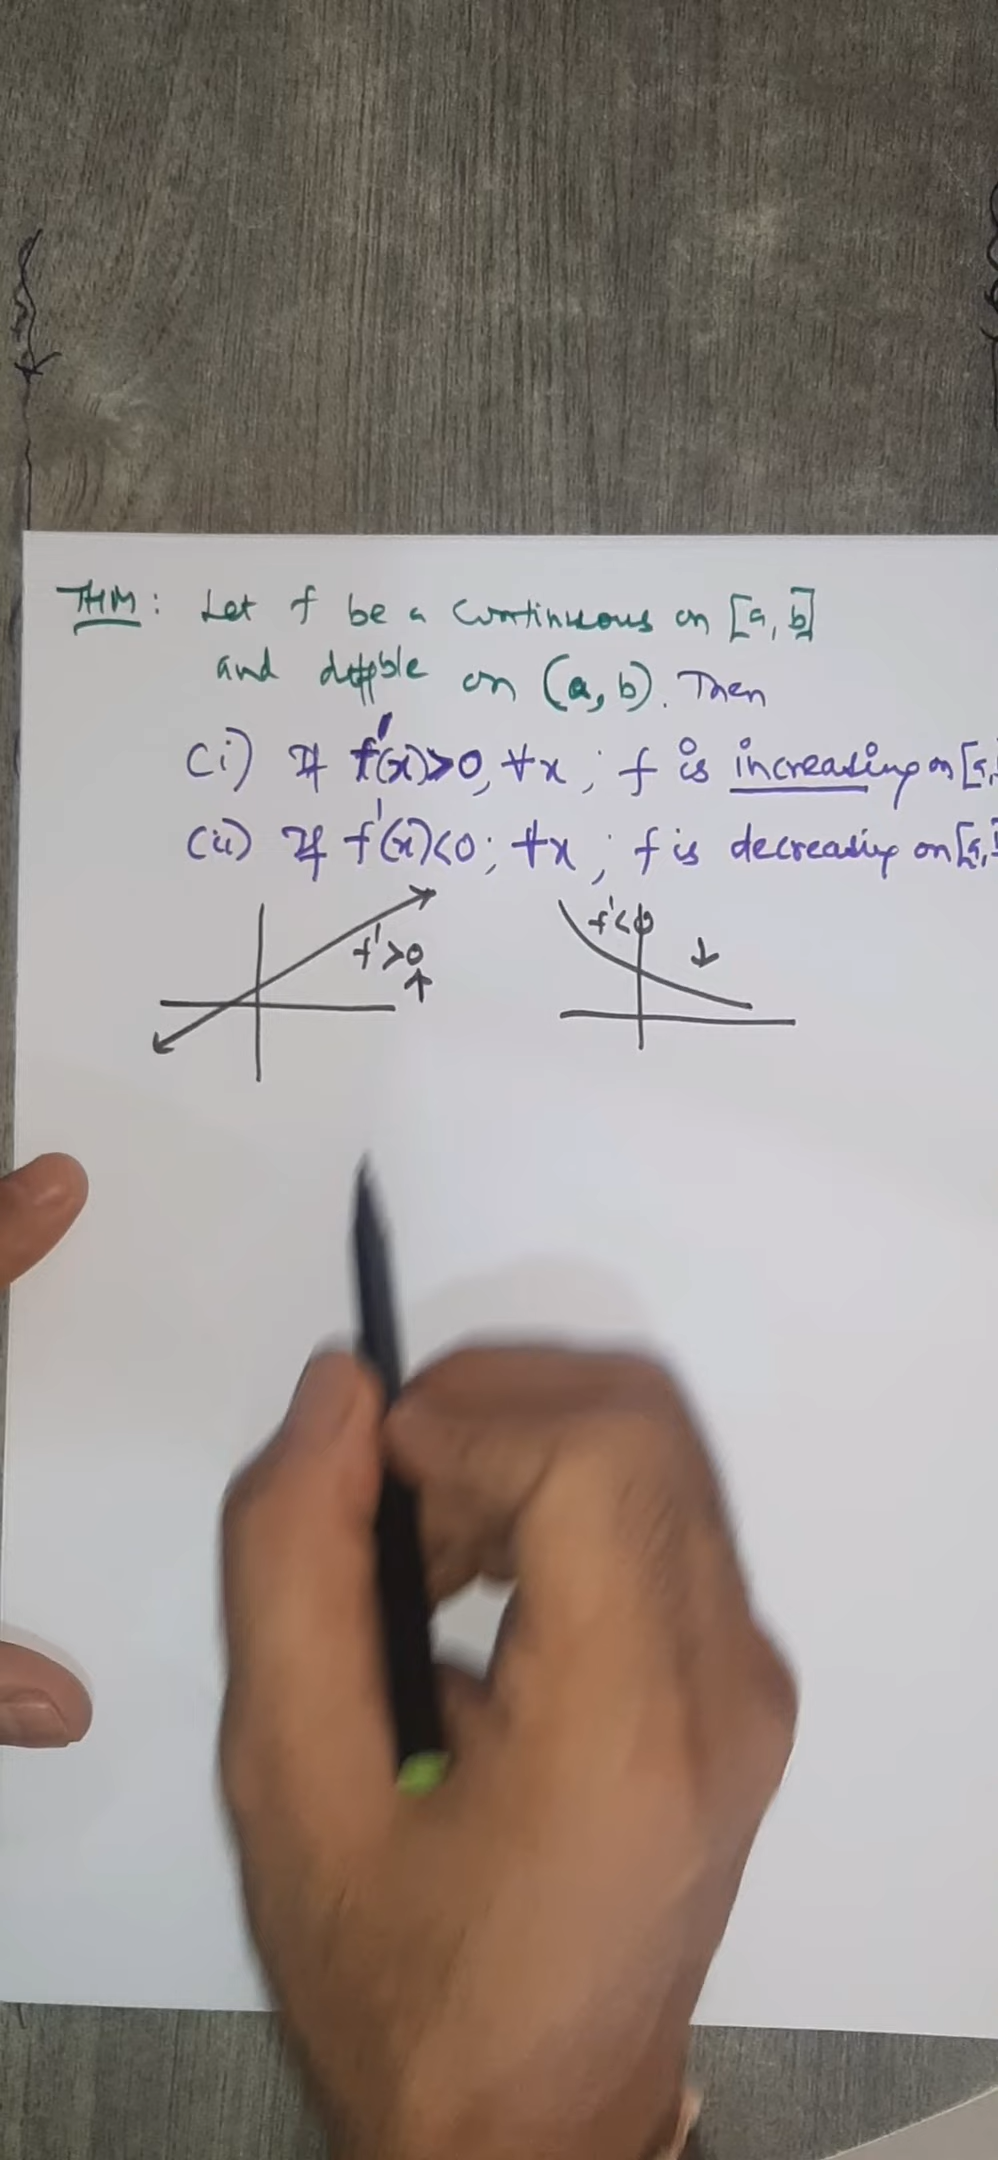 THM: Let f be a continuous on [a, b]
and diffble on (a, b). Then
(i) If f'(x)>0, ∀x ; f is increasing on [a,
(ii) If f'(x)<0; ∀x ; f is decreasing on [a,
f'>0
f'<0